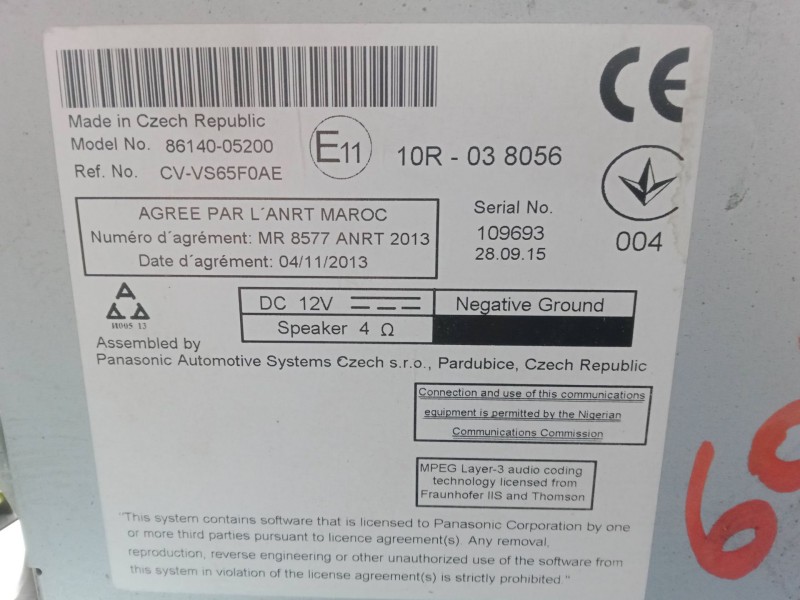 CE
Made in Czech Republic
Model No. 86140-05200
Ref. No. CV-VS65F0AE
E11
10R - 03 8056
AGREE PAR L´ANRT MAROC
Numéro d´agrément: MR 8577 ANRT 2013
Date d´agrément: 04/11/2013
Serial No.
109693
28.09.15
004
H005 13
DC 12V
Negative Ground
Speaker 4 Ω
Assembled by
Panasonic Automotive Systems Czech s.r.o., Pardubice, Czech Republic
Connection and use of this communications
equipment is permitted by the Nigerian
Communications Commission
MPEG Layer-3 audio coding
technology licensed from
Fraunhofer IIS and Thomson
"This system contains software that is licensed to Panasonic Corporation by one
or more third parties pursuant to licence agreement(s). Any removal,
reproduction, reverse engineering or other unauthorized use of the software from
this system in violation of the license agreement(s) is strictly prohibited."